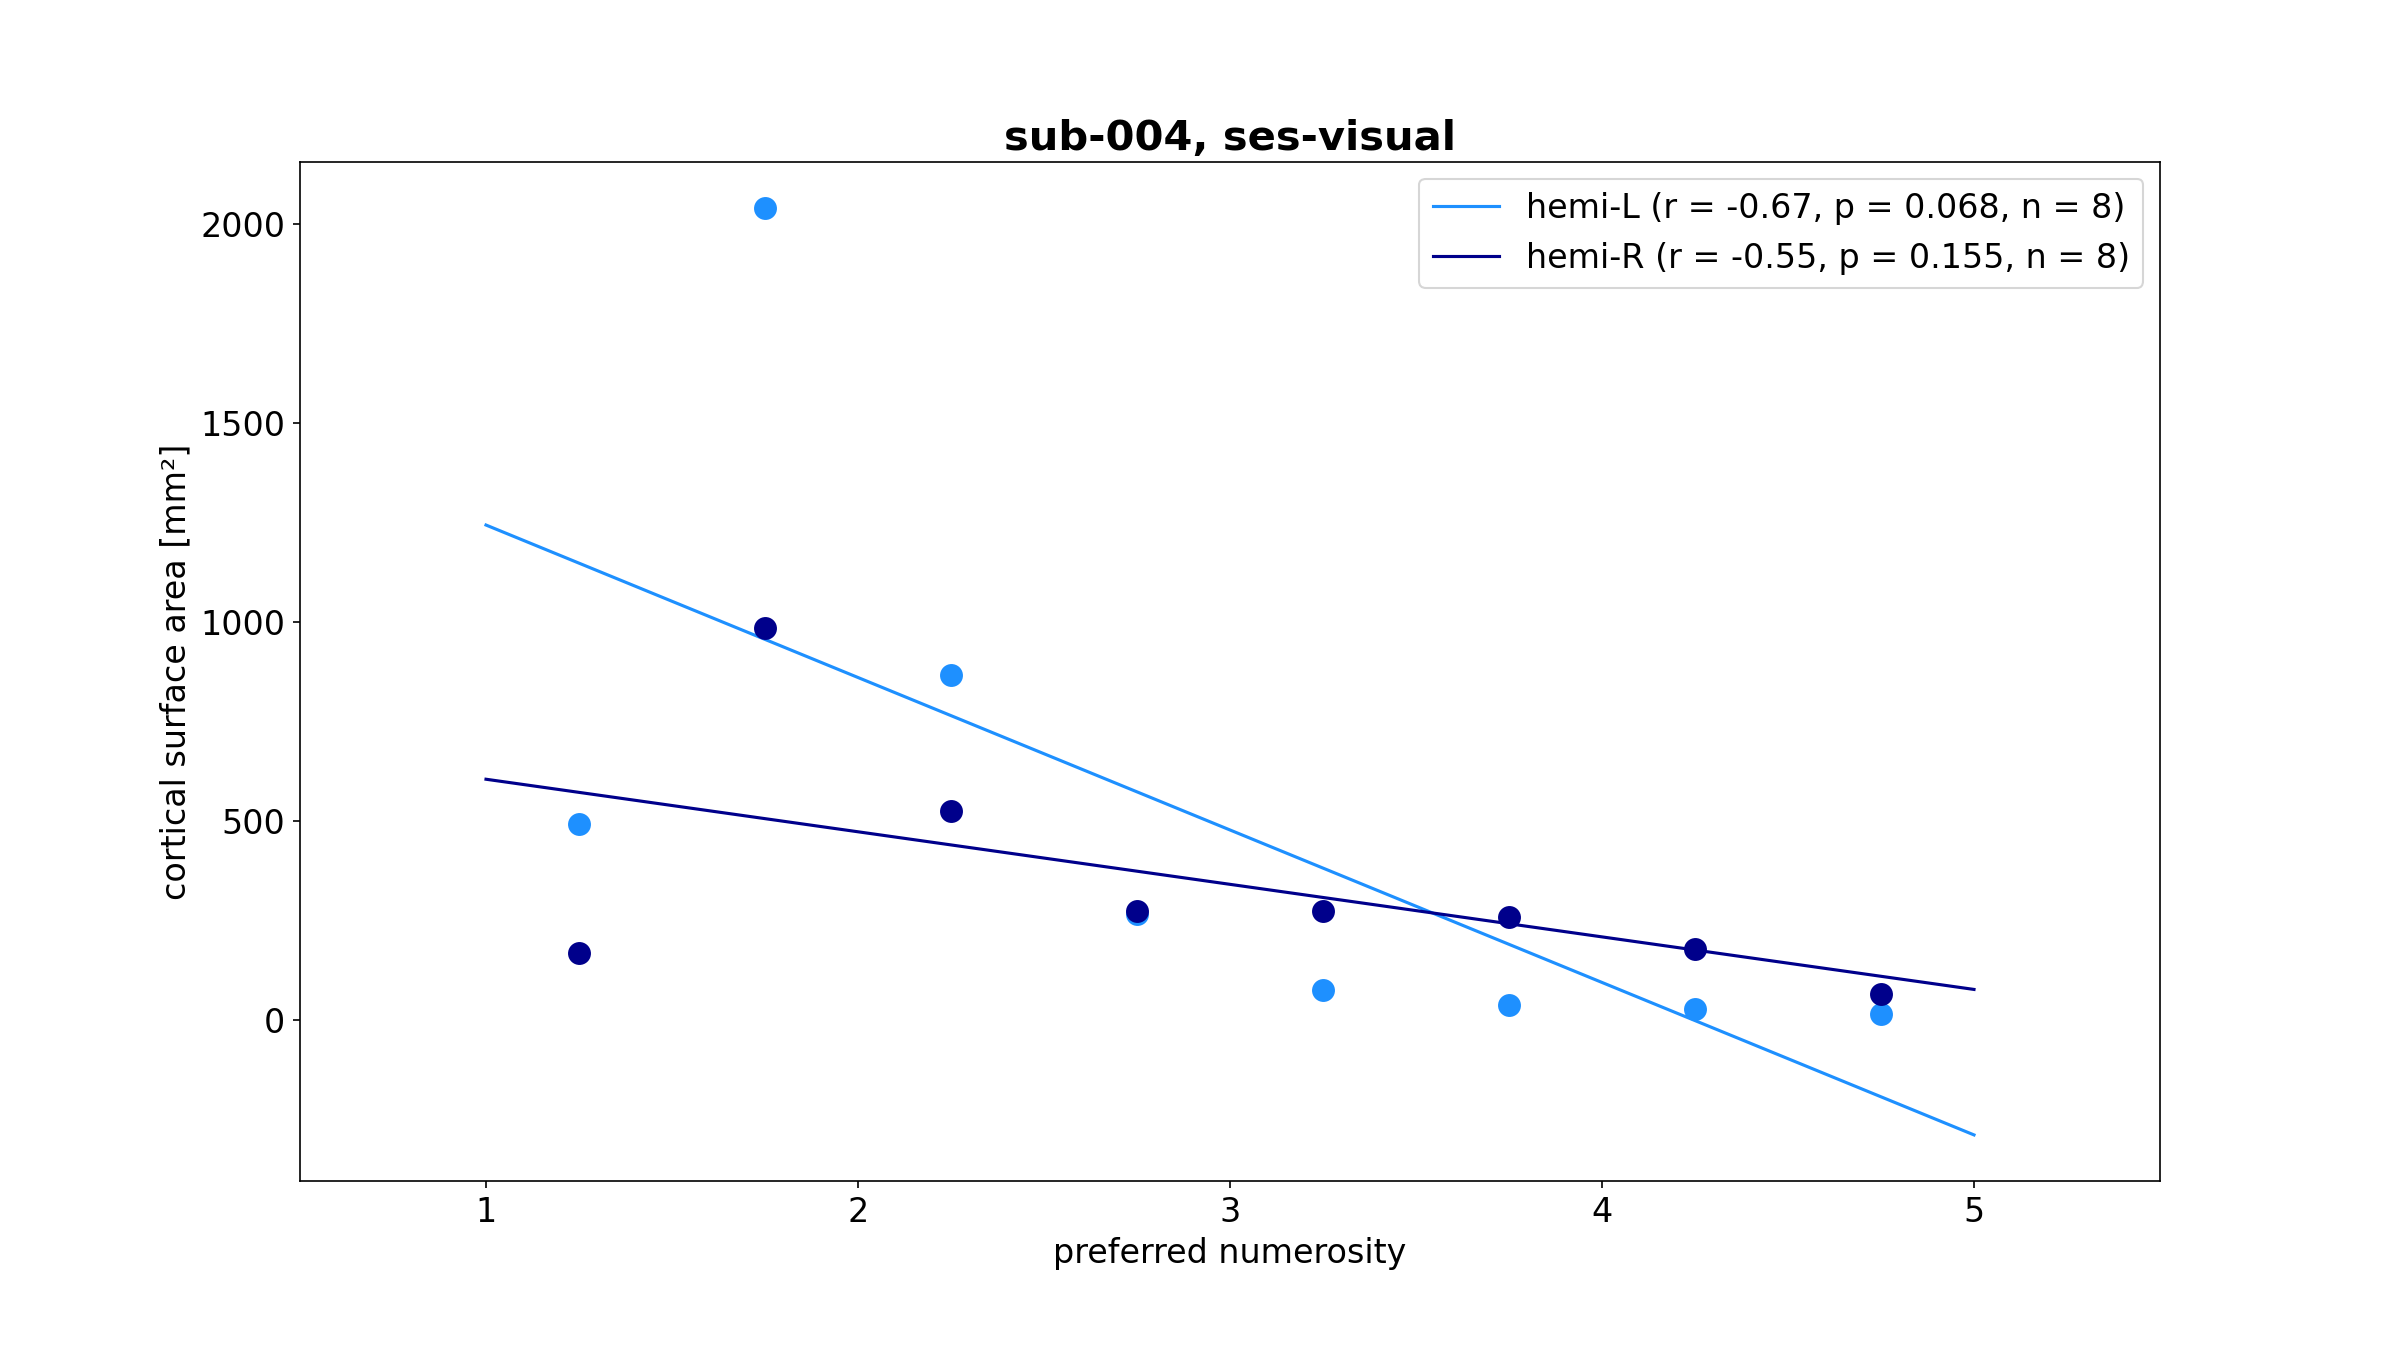 sub-004, ses-visual
hemi-L (r = -0.67, p = 0.068, n = 8)
hemi-R (r = -0.55, p = 0.155, n = 8)
cortical surface area [mm²]
2000
1500
1000
500
0
1 2 3 4 5
preferred numerosity